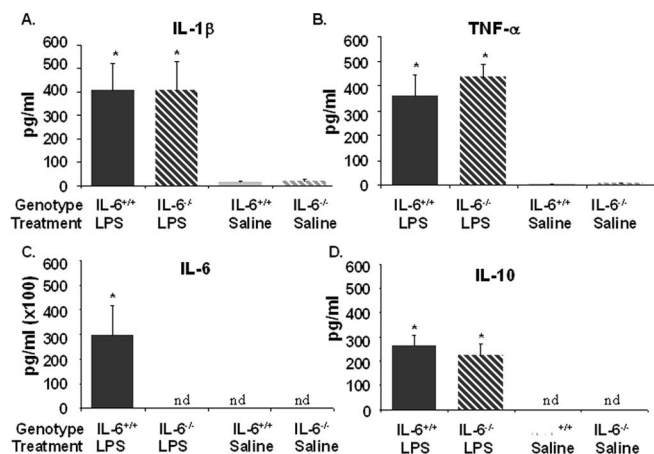 A. IL-1β
pg/ml
600
500
400
300
200
100
0
* *
Genotype IL-6+/+ IL-6-/- IL-6+/+ IL-6-/-
Treatment LPS LPS Saline Saline
B. TNF-α
pg/ml
600
500
400
300
200
100
0
* *
IL-6+/+ IL-6-/- IL-6+/+ IL-6-/-
LPS LPS Saline Saline
C. IL-6
pg/ml (x100)
600
500
400
300
200
100
0
*
nd nd nd
Genotype IL-6+/+ IL-6-/- IL-6+/+ IL-6-/-
Treatment LPS LPS Saline Saline
D. IL-10
pg/ml
600
500
400
300
200
100
0
* *
nd nd
IL-6+/+ IL-6-/- +/+ IL-6-/-
LPS LPS Saline Saline